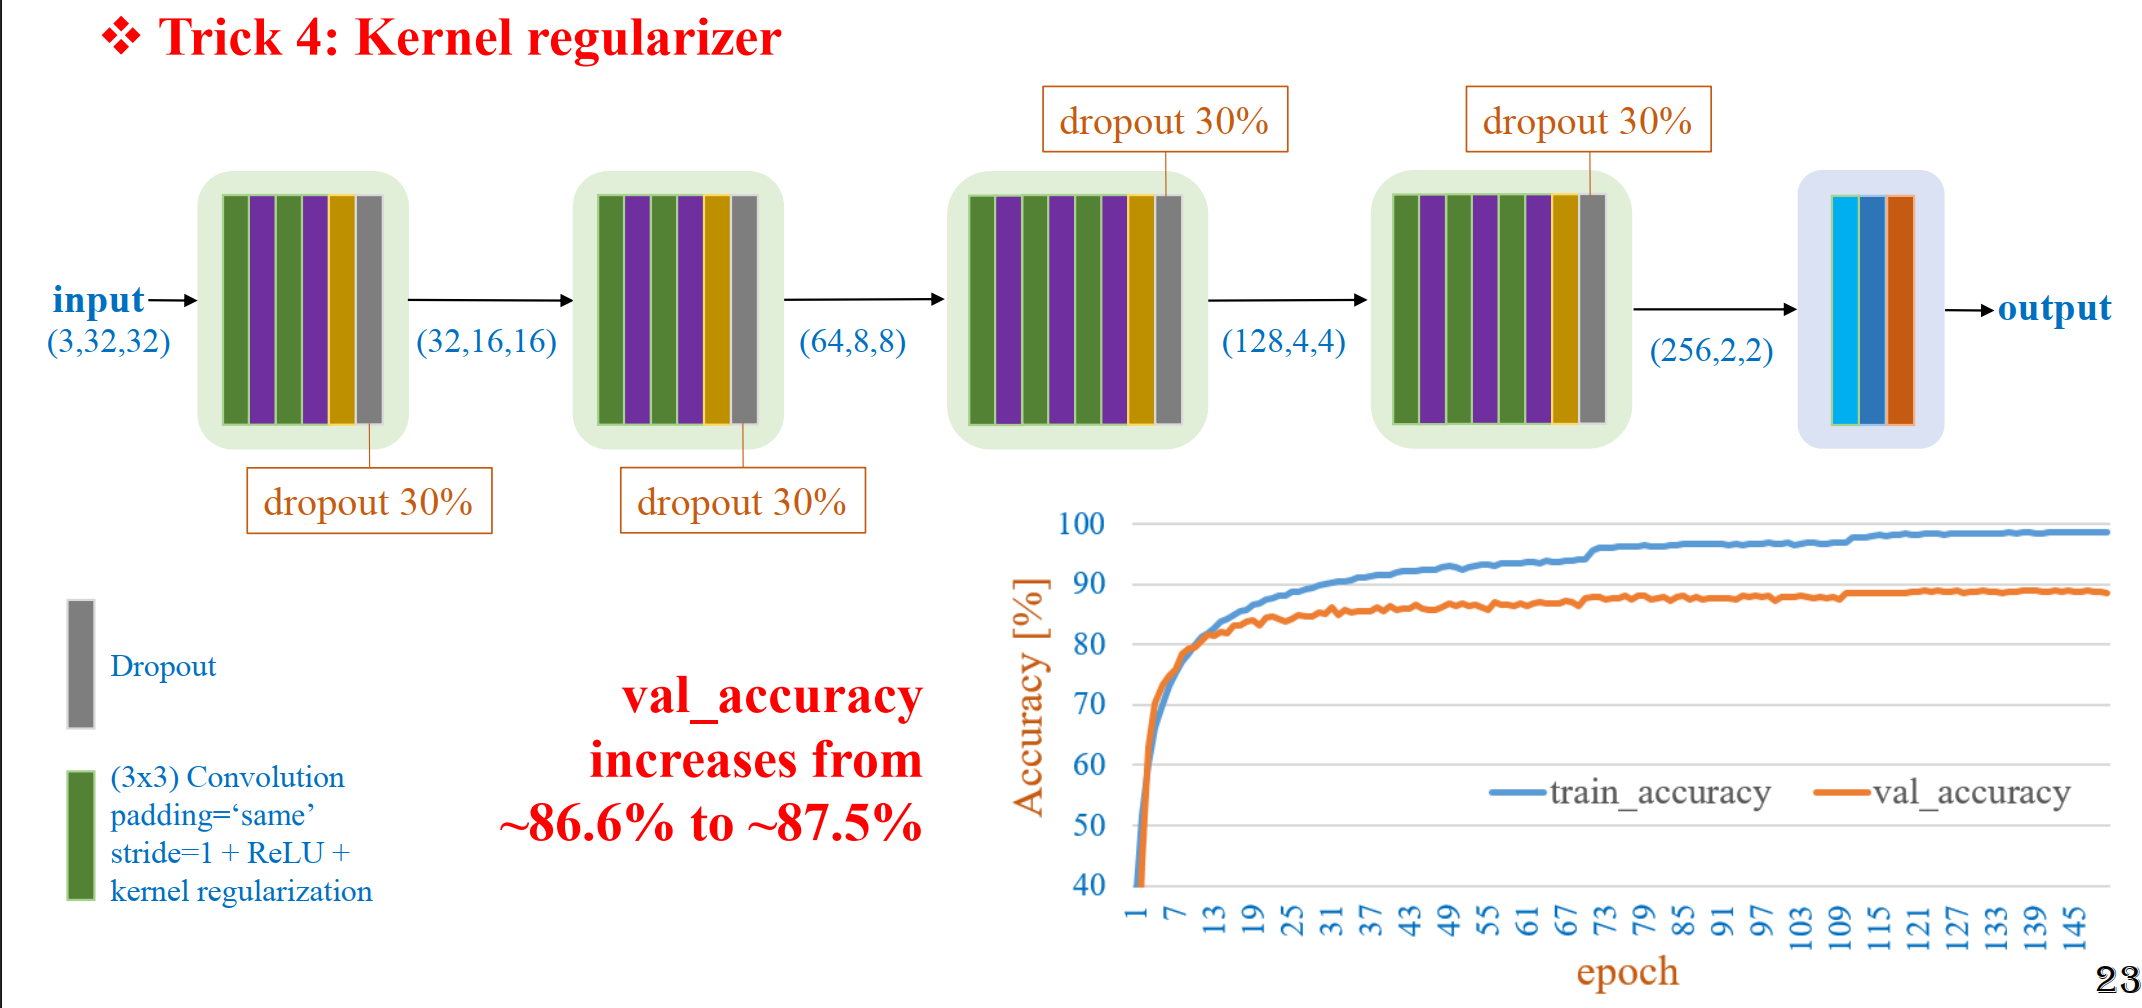 ❖ Trick 4: Kernel regularizer
dropout 30%
dropout 30%
input
(3,32,32)
(32,16,16)
(64,8,8)
(128,4,4)
(256,2,2)
output
dropout 30%
dropout 30%
Dropout
(3x3) Convolution
padding=‘same’
stride=1 + ReLU +
kernel regularization
val_accuracy
increases from
~86.6% to ~87.5%
Accuracy [%]
100
90
80
70
60
50
40
train_accuracy
val_accuracy
1 7 13 19 25 31 37 43 49 55 61 67 73 79 85 91 97 103 109 115 121 127 133 139 145
epoch
23